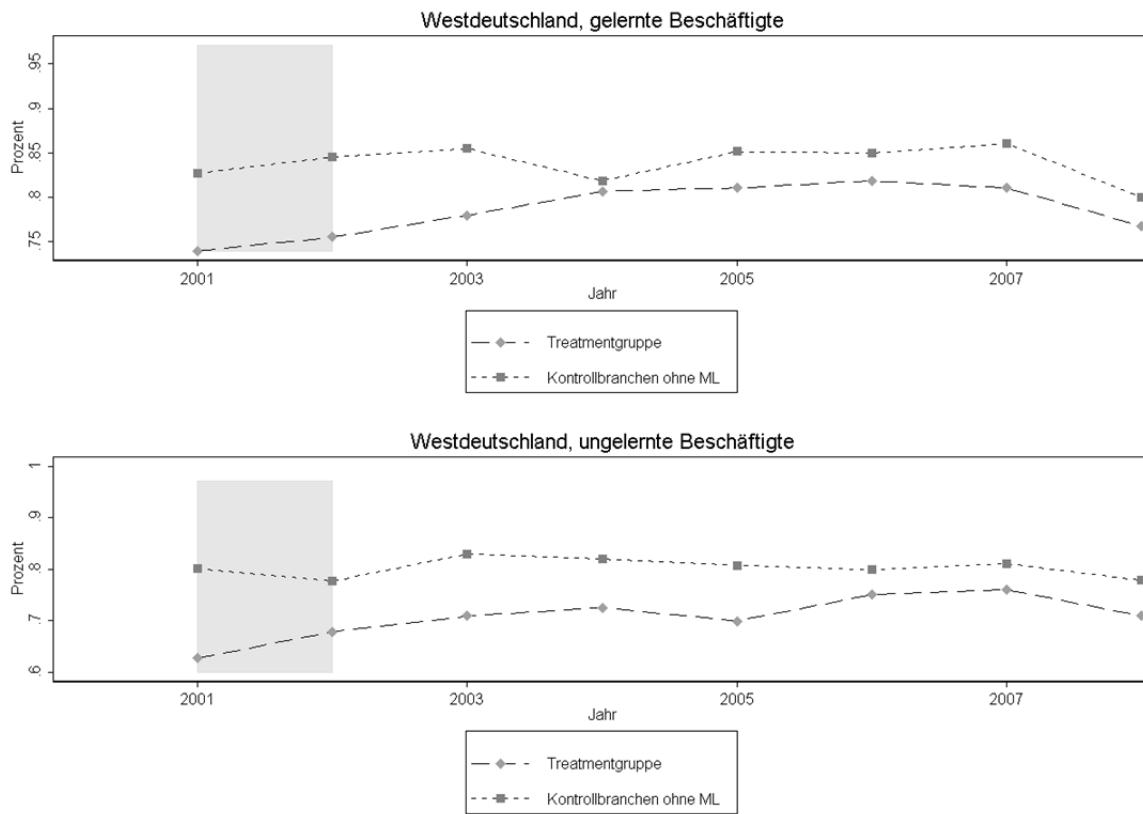 Westdeutschland, gelernte Beschäftigte
Prozent
.95
.9
.85
.8
.75
2001 2003 2005 2007
Jahr
Treatmentgruppe
Kontrollbranchen ohne ML
Westdeutschland, ungelernte Beschäftigte
Prozent
1
.9
.8
.7
.6
2001 2003 2005 2007
Jahr
Treatmentgruppe
Kontrollbranchen ohne ML